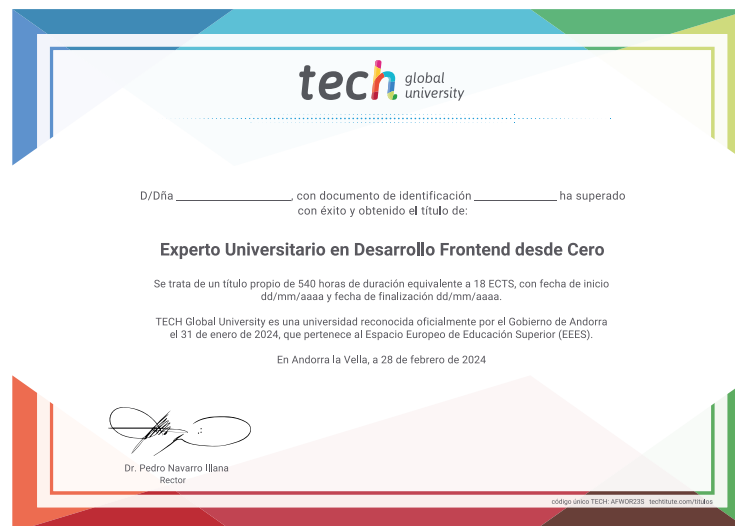 tech global university
D/Dña ____________________, con documento de identificación ______________ ha superado
con éxito y obtenido el título de:
Experto Universitario en Desarrollo Frontend desde Cero
Se trata de un título propio de 540 horas de duración equivalente a 18 ECTS, con fecha de inicio
dd/mm/aaaa y fecha de finalización dd/mm/aaaa.
TECH Global University es una universidad reconocida oficialmente por el Gobierno de Andorra
el 31 de enero de 2024, que pertenece al Espacio Europeo de Educación Superior (EEES).
En Andorra la Vella, a 28 de febrero de 2024
Dr. Pedro Navarro Illana
Rector
código único TECH: AFWOR235 techtitute.com/titulos